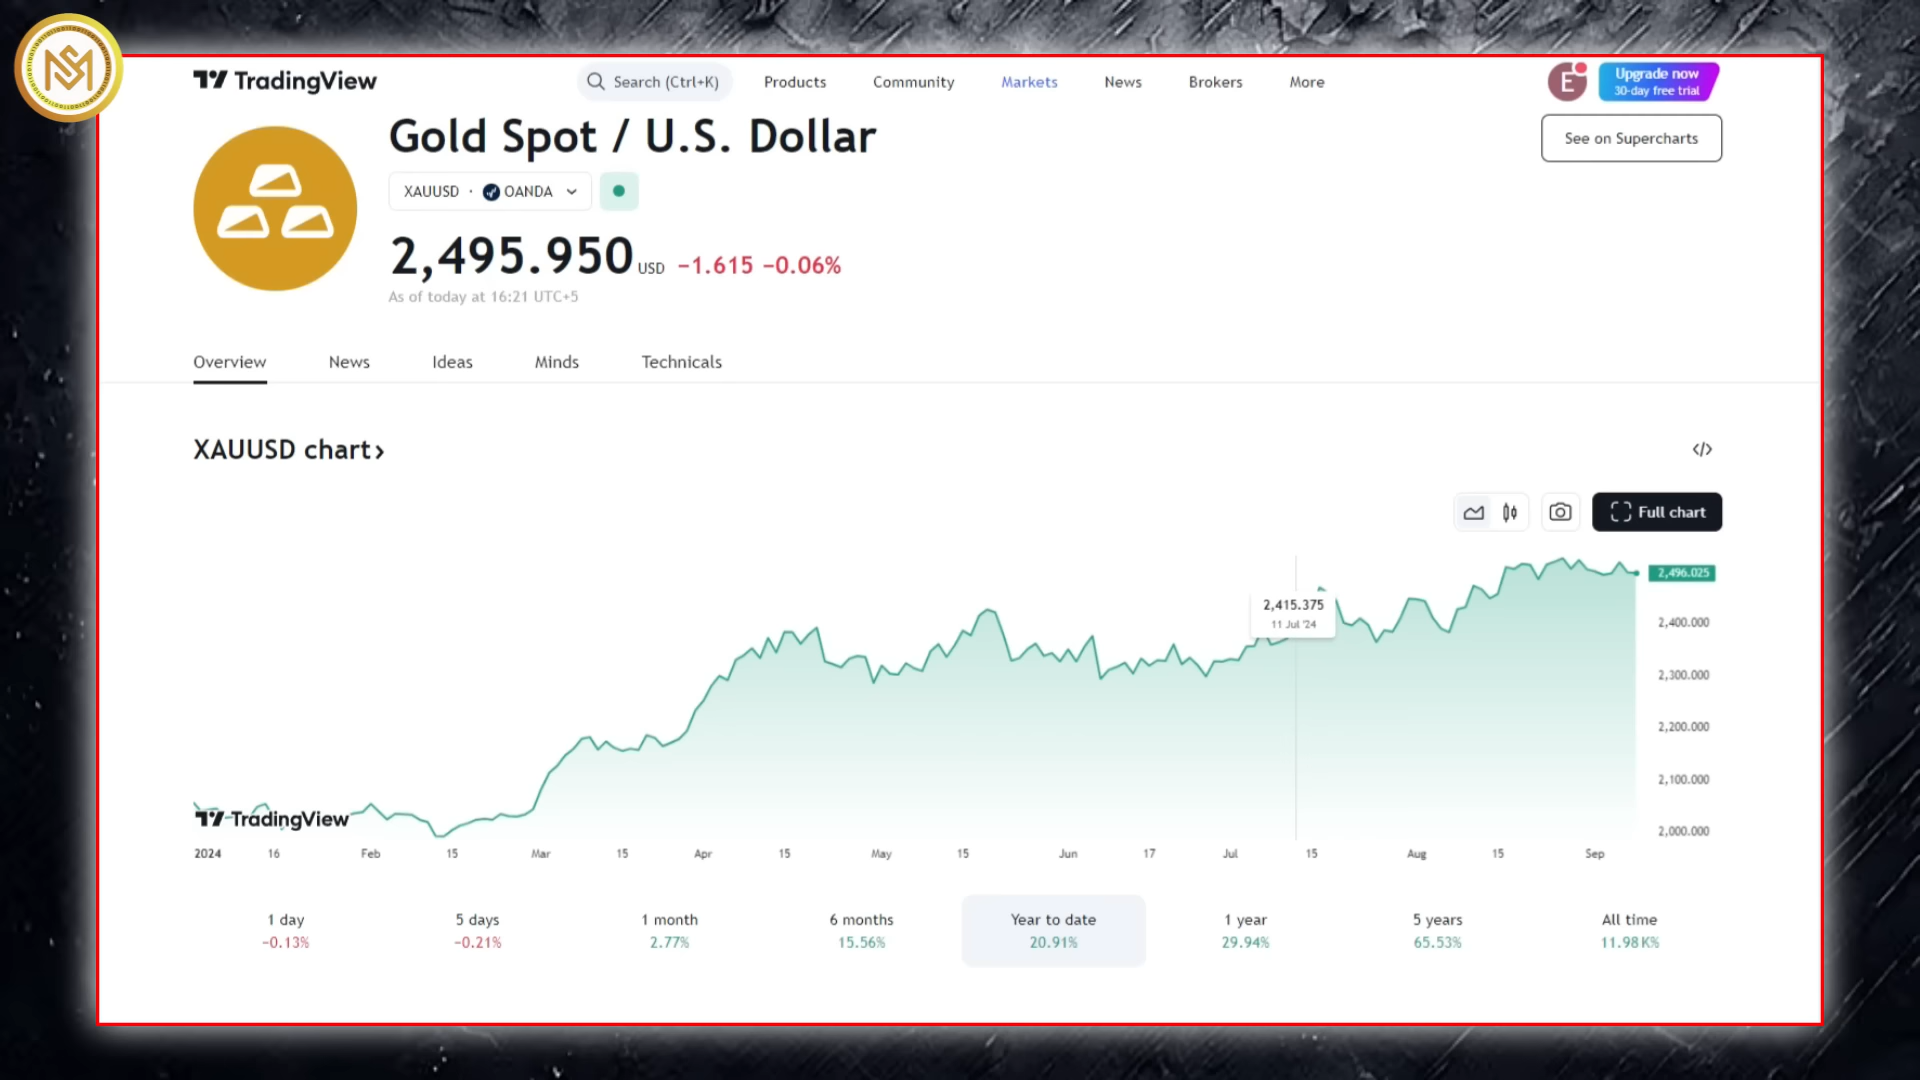 TradingView
Search (Ctrl+K)
Products
Community
Markets
News
Brokers
More
E
Upgrade now
30-day free trial
Gold Spot / U.S. Dollar
See on Supercharts
XAUUSD · OANDA
2,495.950 USD −1.615 −0.06%
As of today at 16:21 UTC+5
Overview
News
Ideas
Minds
Technicals
XAUUSD chart›
</>
Full chart
2,496.025
2,415.375
11 Jul '24
2,400.000
2,300.000
2,200.000
2,100.000
2,000.000
TradingView
2024 16 Feb 15 Mar 15 Apr 15 May 15 Jun 17 Jul 15 Aug 15 Sep
1 day 5 days 1 month 6 months Year to date 1 year 5 years All time
−0.13% −0.21% 2.77% 15.56% 20.91% 29.94% 65.53% 11.98K%